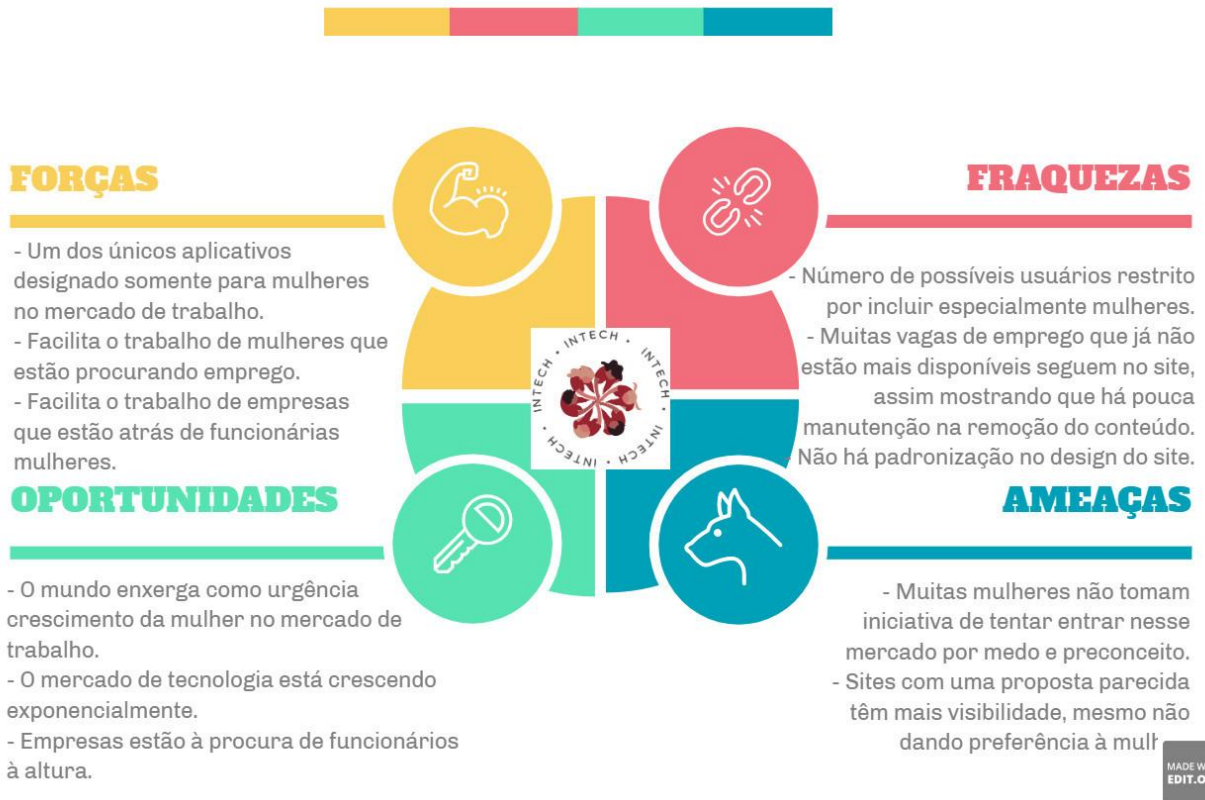 FORÇAS
- Um dos únicos aplicativos
designado somente para mulheres
no mercado de trabalho.
- Facilita o trabalho de mulheres que
estão procurando emprego.
- Facilita o trabalho de empresas
que estão atrás de funcionárias
mulheres.
FRAQUEZAS
- Número de possíveis usuários restrito
por incluir especialmente mulheres.
- Muitas vagas de emprego que já não
estão mais disponíveis seguem no site,
assim mostrando que há pouca
manutenção na remoção do conteúdo.
- Não há padronização no design do site.
INTECH • INTECH • INTECH • INTECH • INTECH •
OPORTUNIDADES
- O mundo enxerga como urgência
crescimento da mulher no mercado de
trabalho.
- O mercado de tecnologia está crescendo
exponencialmente.
- Empresas estão à procura de funcionários
à altura.
AMEAÇAS
- Muitas mulheres não tomam
iniciativa de tentar entrar nesse
mercado por medo e preconceito.
- Sites com uma proposta parecida
têm mais visibilidade, mesmo não
dando preferência à
MADE W
EDIT.O